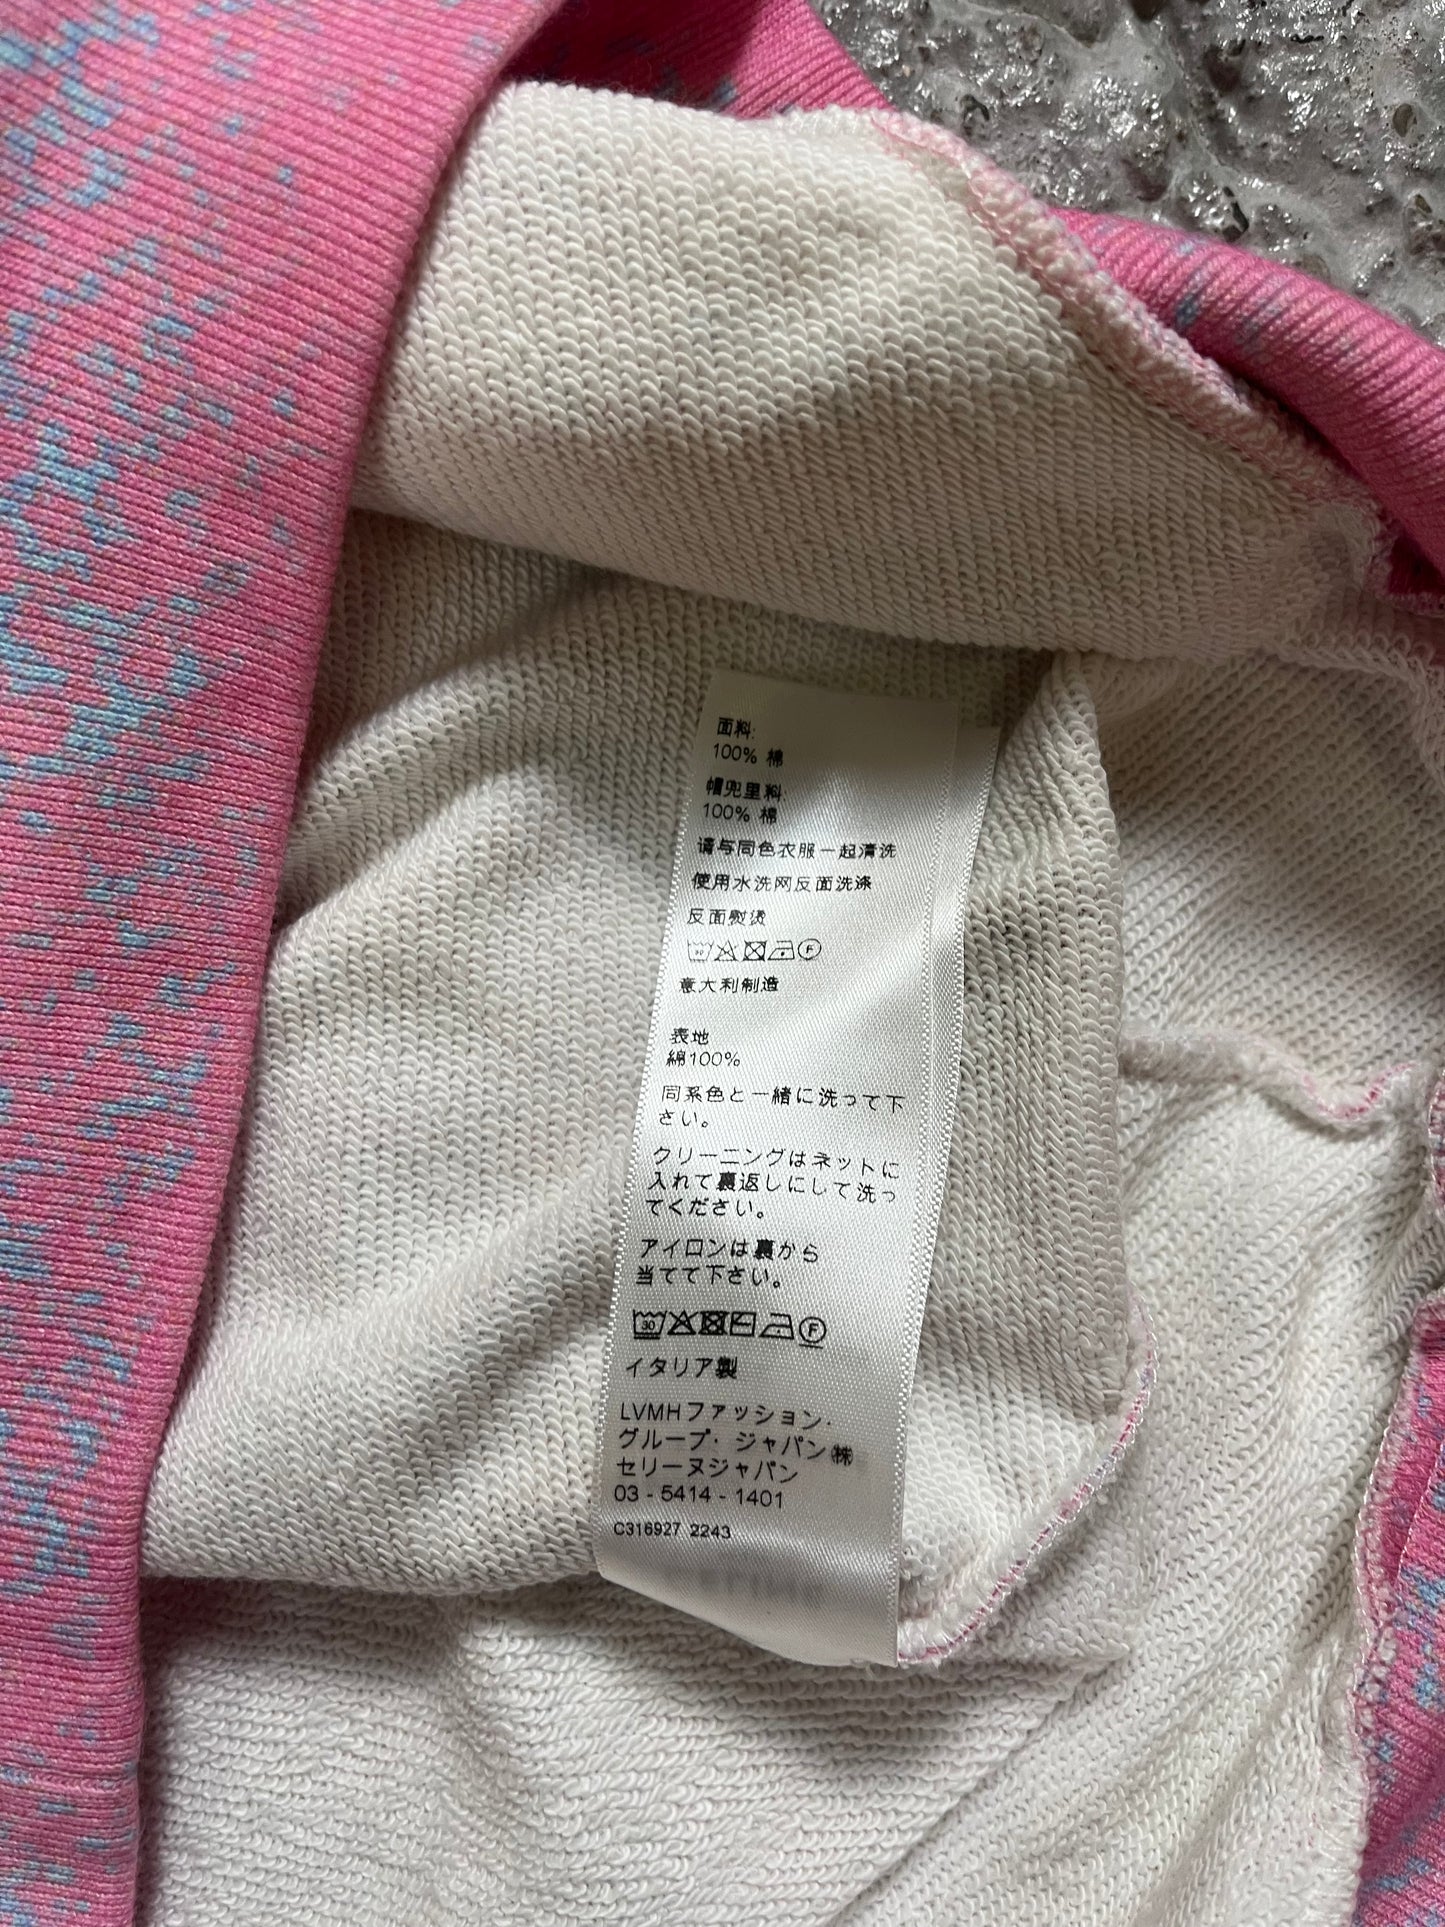 面料:
100% 棉
帽兜里料:
100% 棉
请与同色衣服一起清洗
使用水洗网反面洗涤
反面熨烫
30 F
意大利制造
表地
綿100%
同系色と一緒に洗って下
さい。
クリーニングはネットに
入れて裏返しにして洗っ
てください。
アイロンは裏から
当てて下さい。
30 F
イタリア製
LVMHファッション·
グループ·ジャパン㈱
セリーヌジャパン
03 - 5414 - 1401
C316927 2243